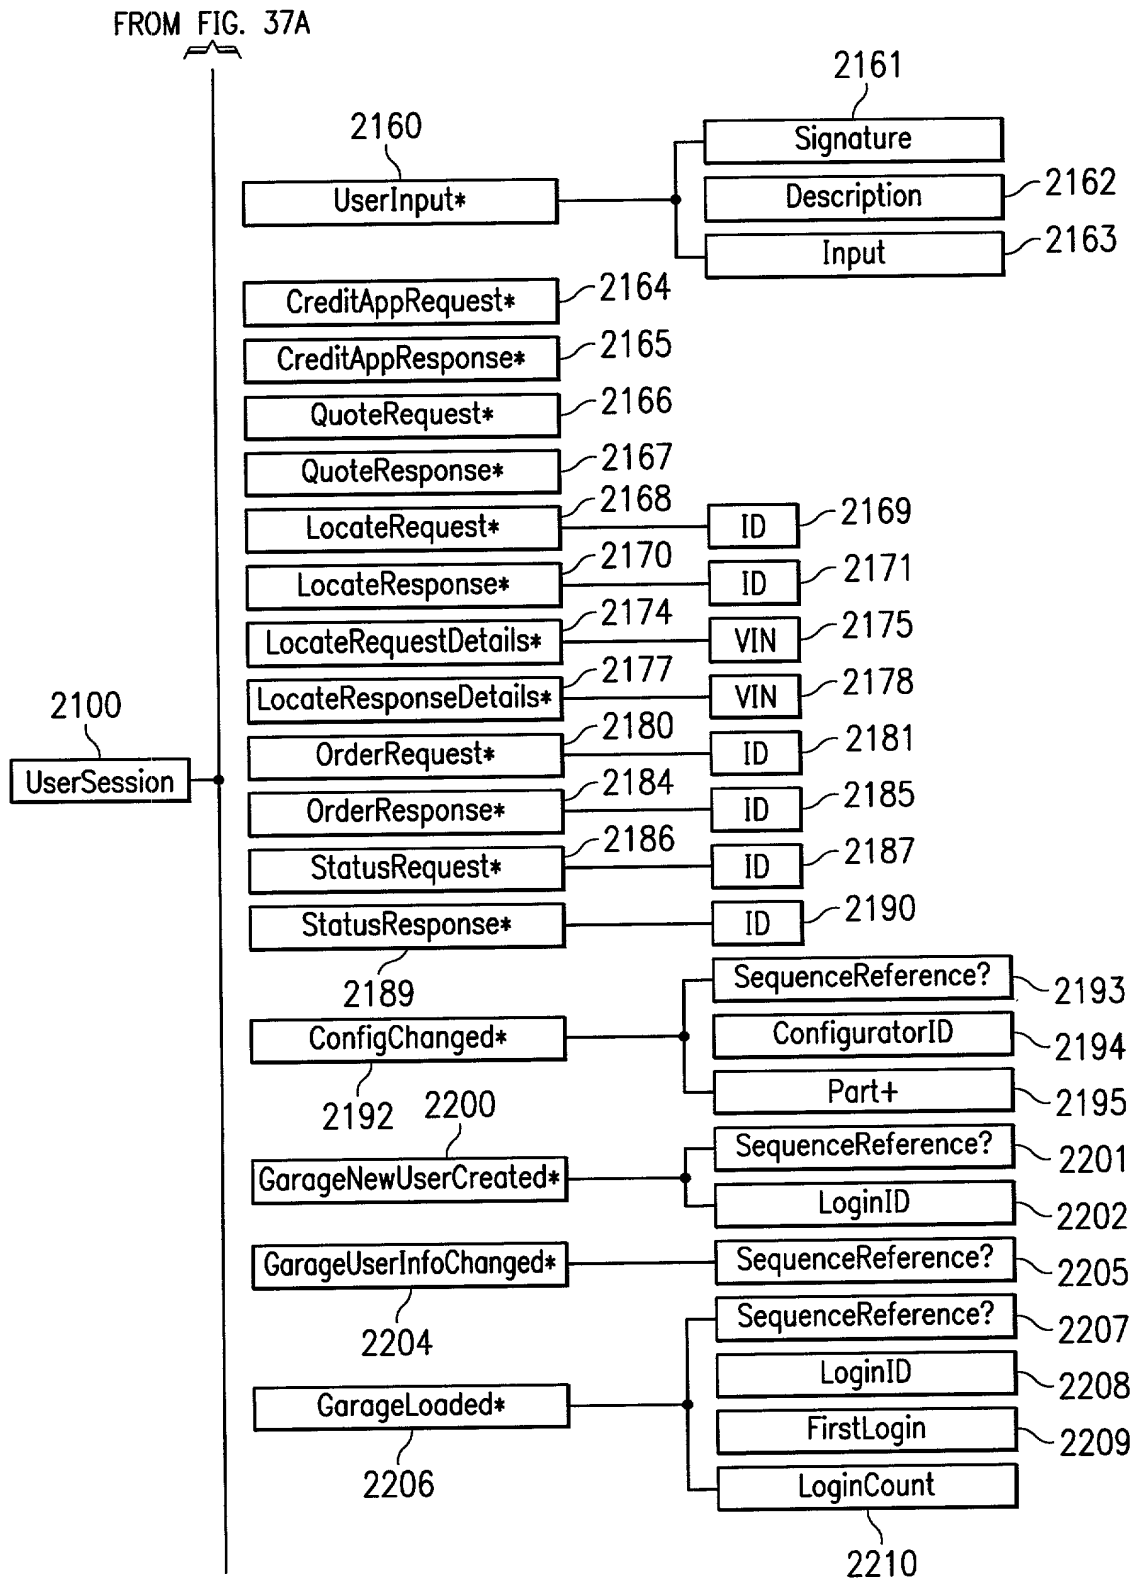 FROM FIG. 37A
2161
2160
Signature
UserInput*
Description
2162
Input
2163
CreditAppRequest*
2164
CreditAppResponse*
2165
QuoteRequest*
2166
QuoteResponse*
2167
LocateRequest*
2168
ID
2169
LocateResponse*
2170
ID
2171
LocateRequestDetails*
2174
VIN
2175
LocateResponseDetails*
2177
VIN
2178
2100
UserSession
OrderRequest*
2180
ID
2181
OrderResponse*
2184
ID
2185
StatusRequest*
2186
ID
2187
StatusResponse*
2189
ID
2190
ConfigChanged*
2192
SequenceReference?
2193
ConfiguratorID
2194
Part+
2195
2200
GarageNewUserCreated*
SequenceReference?
2201
LoginID
2202
GarageUserInfoChanged*
2204
SequenceReference?
2205
GarageLoaded*
2206
SequenceReference?
2207
LoginID
2208
FirstLogin
2209
LoginCount
2210